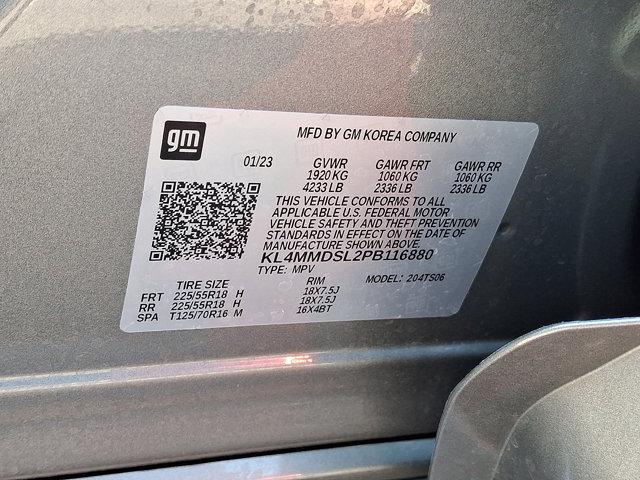 gm
MFD BY GM KOREA COMPANY
01/23 GVWR GAWR FRT GAWR RR
1920 KG 1060 KG 1060 KG
4233 LB 2336 LB 2336 LB
THIS VEHICLE CONFORMS TO ALL
APPLICABLE U.S. FEDERAL MOTOR
VEHICLE SAFETY AND THEFT PREVENTION
STANDARDS IN EFFECT ON THE DATE OF
MANUFACTURE SHOWN ABOVE.
KL4MMDSL2PB116880
TYPE: MPV MODEL: 204TS06
TIRE SIZE RIM
FRT 225/55R18 H 18X7.5J
RR 225/55R18 H 18X7.5J
SPA T125/70R16 M 16X4BT